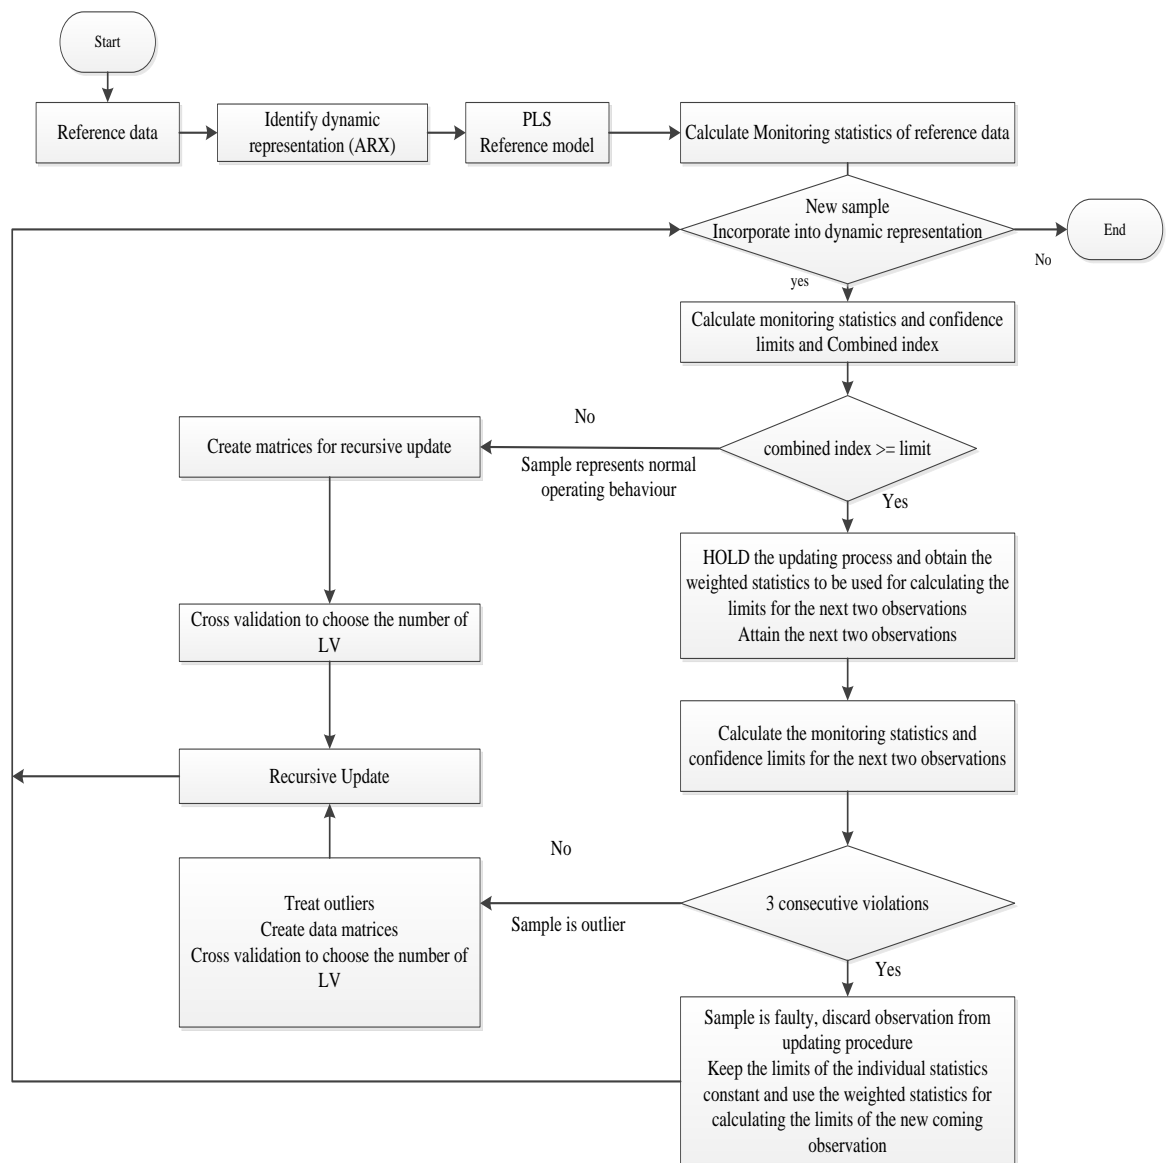 Start
Reference data
Identify dynamic
representation (ARX)
PLS
Reference model
Calculate Monitoring statistics of reference data
New sample
Incorporate into dynamic representation
End
No
yes
Calculate monitoring statistics and confidence
limits and Combined index
No
Create matrices for recursive update
combined index >= limit
Sample represents normal
operating behaviour
Yes
HOLD the updating process and obtain the
weighted statistics to be used for calculating the
limits for the next two observations
Attain the next two observations
Cross validation to choose the number of
LV
Calculate the monitoring statistics and
confidence limits for the next two observations
Recursive Update
No
Treat outliers
Create data matrices
Cross validation to choose the number of
LV
Sample is outlier
3 consecutive violations
Yes
Sample is faulty, discard observation from
updating procedure
Keep the limits of the individual statistics
constant and use the weighted statistics for
calculating the limits of the new coming
observation